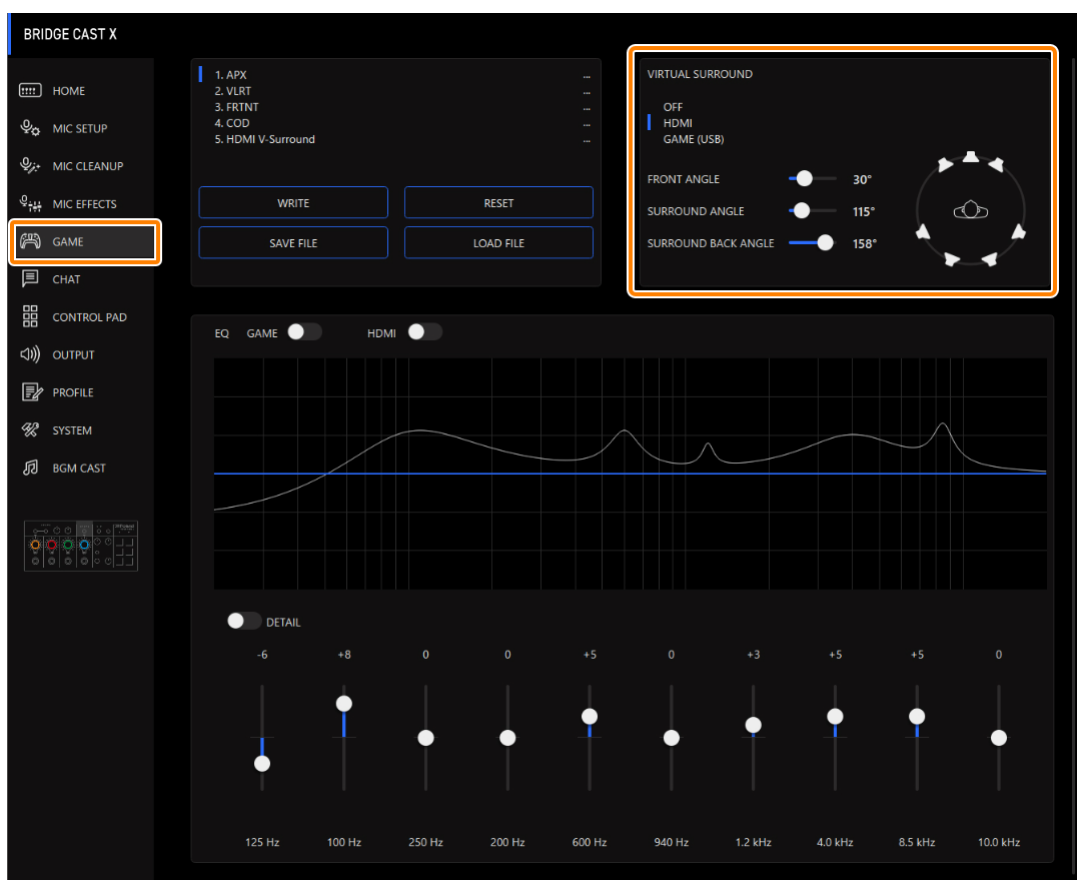 BRIDGE CAST X
HOME
MIC SETUP
MIC CLEANUP
MIC EFFECTS
GAME
CHAT
CONTROL PAD
OUTPUT
PROFILE
SYSTEM
BGM CAST
1. APX ...
2. VLRT ...
3. FRTNT ...
4. COD ...
5. HDMI V-Surround ...
WRITE RESET
SAVE FILE LOAD FILE
VIRTUAL SURROUND
OFF
HDMI
GAME (USB)
FRONT ANGLE 30°
SURROUND ANGLE 115°
SURROUND BACK ANGLE 158°
EQ GAME HDMI
DETAIL
-6 +8 0 0 +5 0 +3 +5 +5 0
125 Hz 100 Hz 250 Hz 200 Hz 600 Hz 940 Hz 1.2 kHz 4.0 kHz 8.5 kHz 10.0 kHz